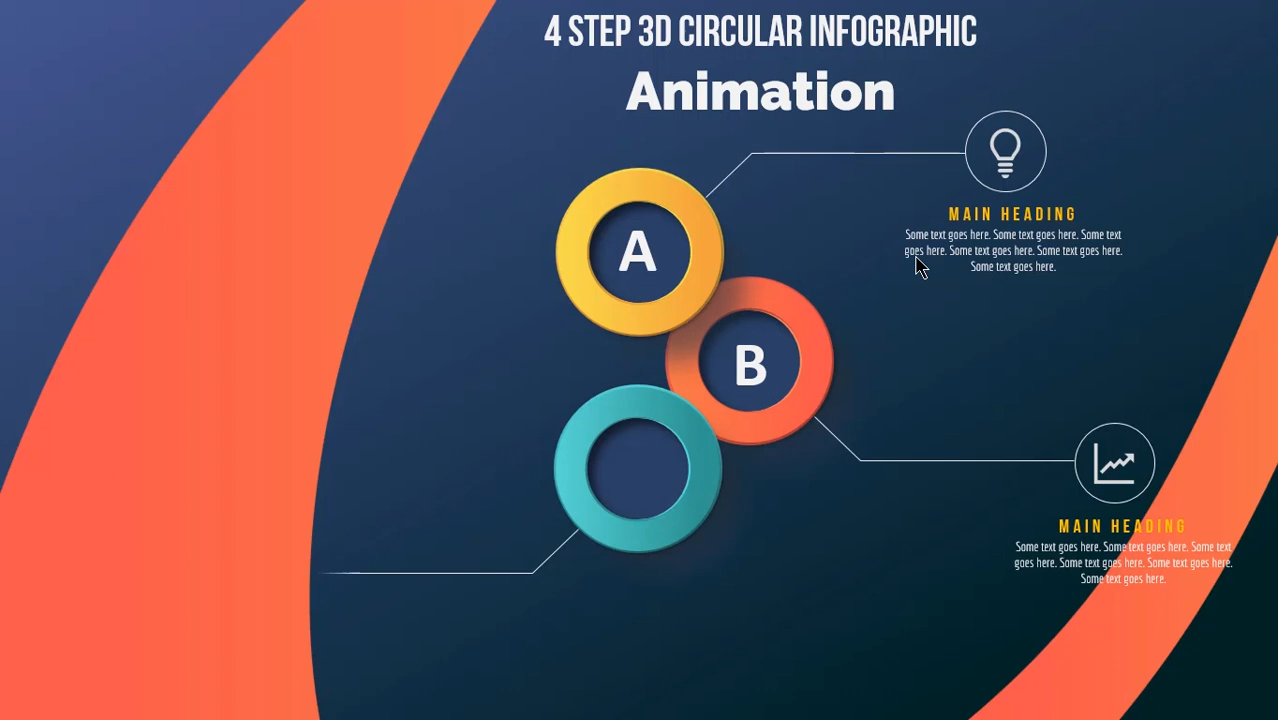 4 STEP 3D CIRCULAR INFOGRAPHIC
Animation
A
MAIN HEADING
Some text goes here. Some text goes here. Some text
goes here. Some text goes here. Some text goes here.
Some text goes here.
B
MAIN HEADING
Some text goes here. Some text goes here. Some text
goes here. Some text goes here. Some text goes here.
Some text goes here.